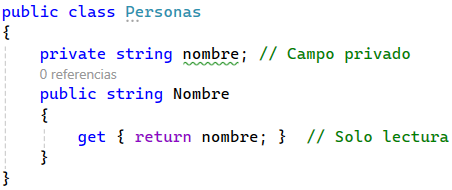 public class Personas
{
private string nombre; // Campo privado
0 referencias
public string Nombre
{
get { return nombre; } // Solo lectura
}
}